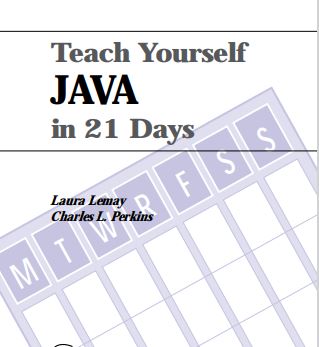 Teach Yourself
JAVA
in 21 Days
Laura Lemay
Charles L. Perkins
M T W R F S S